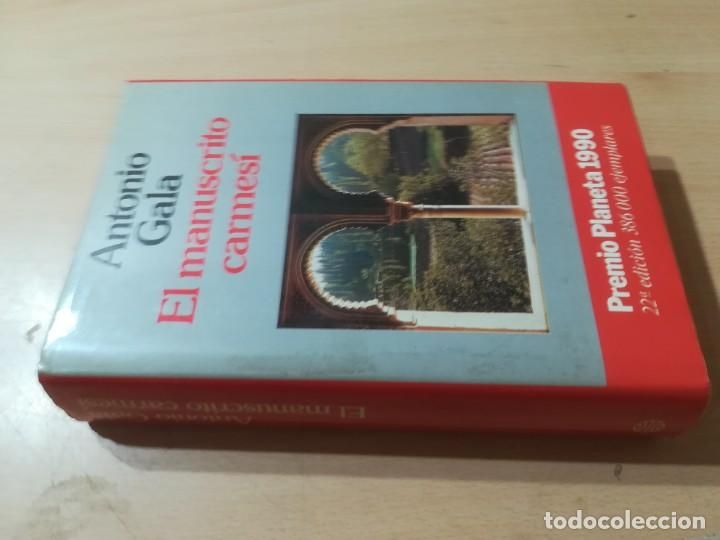 Antonio
Gala
El manuscrito
carmesí
Premio Planeta 1990
22ª edición 386 000 ejemplares
Antonio Gala
El manuscrito carmesí
todocoleccion